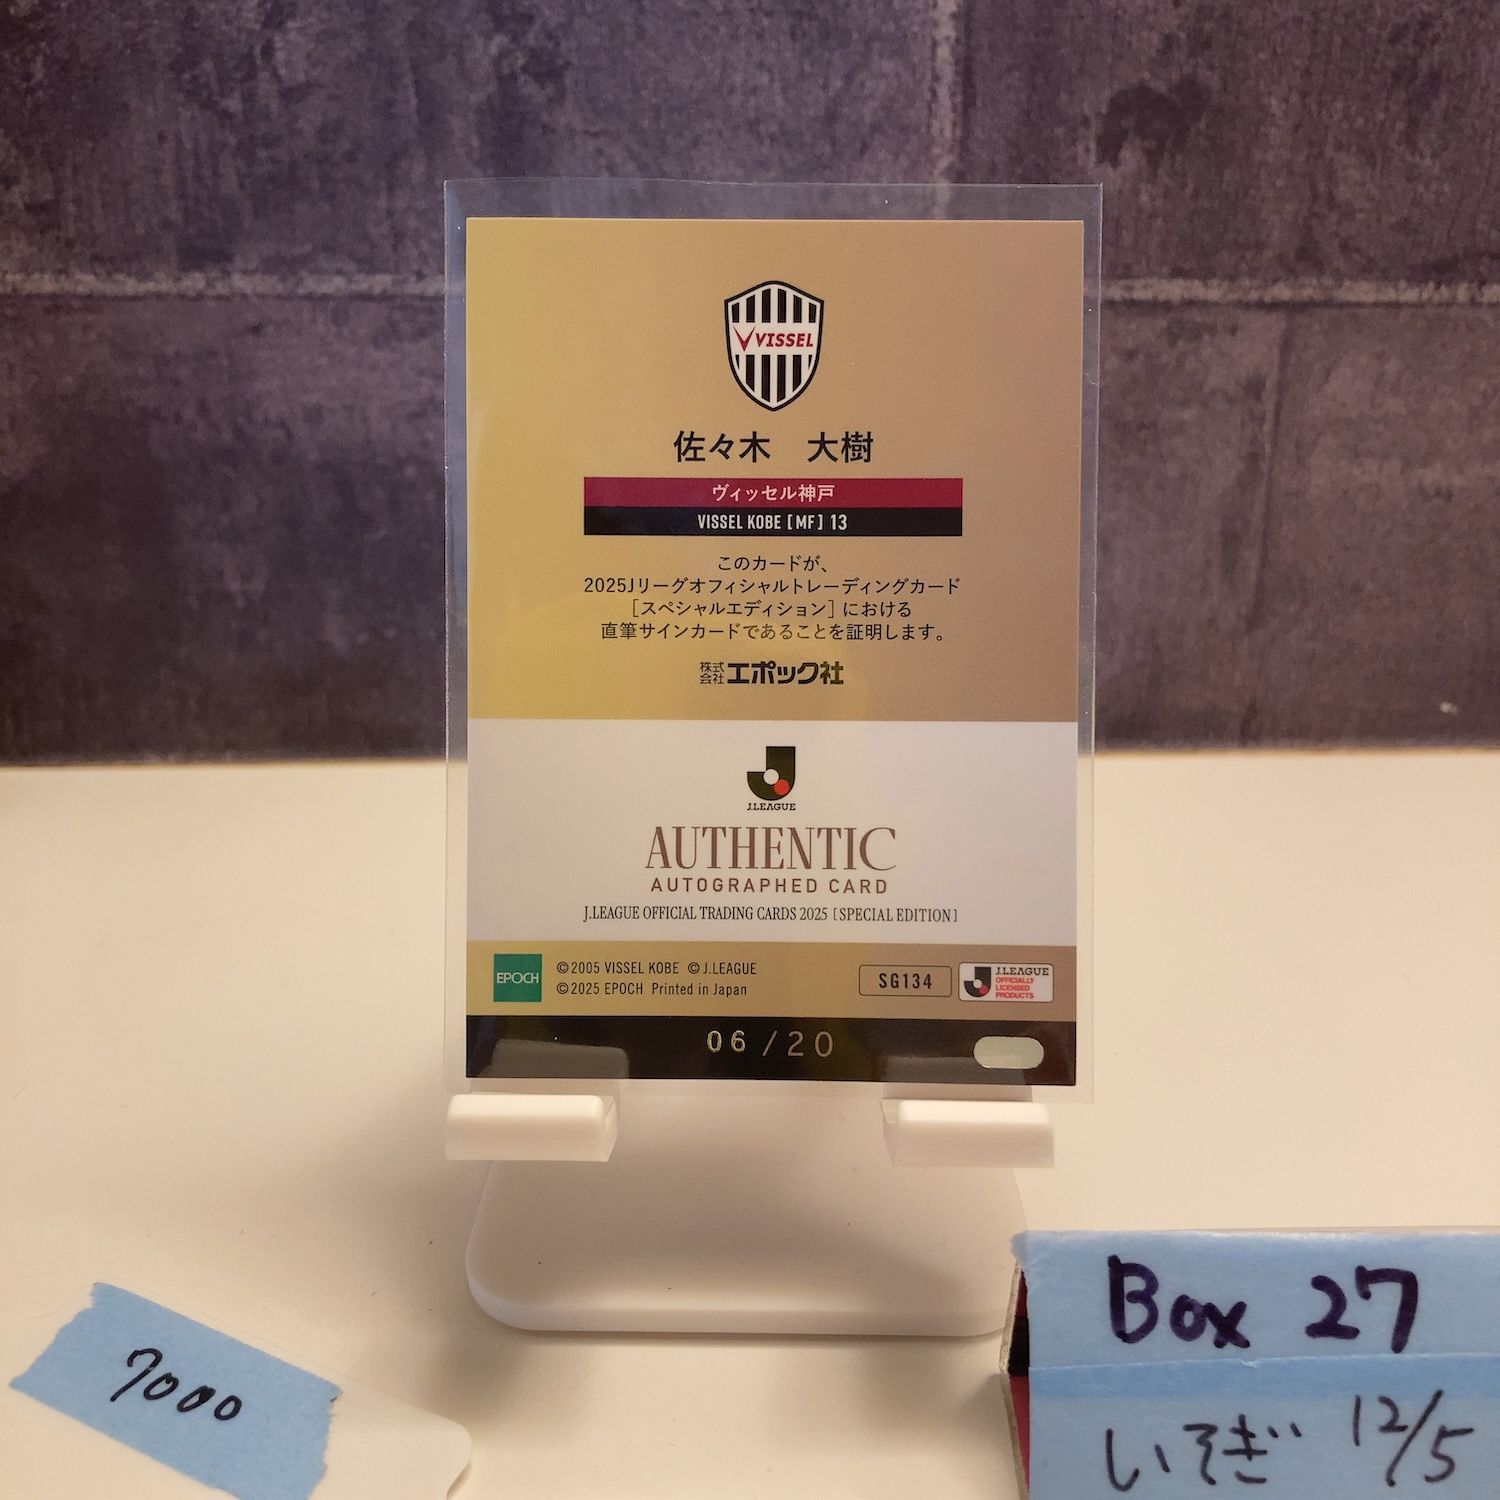 VISSEL
佐々木 大樹
ヴィッセル神戸
VISSEL KOBE [MF] 13
このカードが、
2025Jリーグオフィシャルトレーディングカード
[スペシャルエディション] における
直筆サインカードであることを証明します。
株式会社エポック社
J.LEAGUE
AUTHENTIC
AUTOGRAPHED CARD
J.LEAGUE OFFICIAL TRADING CARDS 2025 [SPECIAL EDITION]
EPOCH
©2005 VISSEL KOBE ©J.LEAGUE
©2025 EPOCH Printed in Japan
SG134
J.LEAGUE
OFFICIALLY
LICENSED
PRODUCTS
06/20
7000
Box 27
いそぎ 12/5